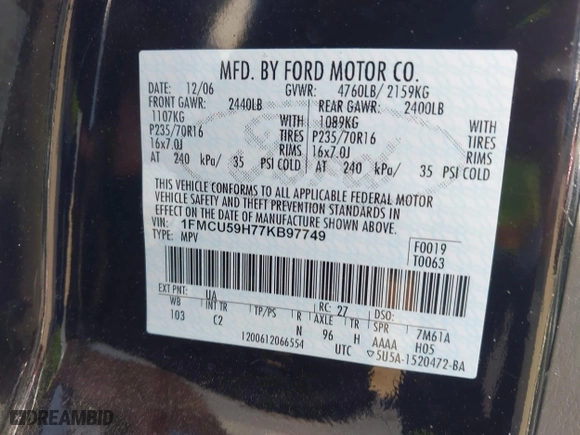 MFD. BY FORD MOTOR CO.
DATE: 12/06 GVWR: 4760LB/ 2159KG
FRONT GAWR: 2440LB REAR GAWR: 2400LB
1107KG 1089KG
P235/70R16 TIRES P235/70R16 TIRES
16x7.0J RIMS 16x7.0J RIMS
AT 240 kPa/ 35 PSI COLD AT 240 kPa/ 35 PSI COLD
THIS VEHICLE CONFORMS TO ALL APPLICABLE FEDERAL MOTOR
VEHICLE SAFETY AND THEFT PREVENTION STANDARDS IN
EFFECT ON THE DATE OF MANUFACTURE SHOWN ABOVE.
VIN: 1FMCU59H77KB97749
TYPE: MPV
F0019
T0063
EXT PNT: UA RC: 27 DSO:
WB INT TR TP/PS R AXLE TR SPR 7M61A
103 C2 N 96 H AAAA H05
1200612066554 UTC 5U5A-1520472-BA
Ford
DREAMBID